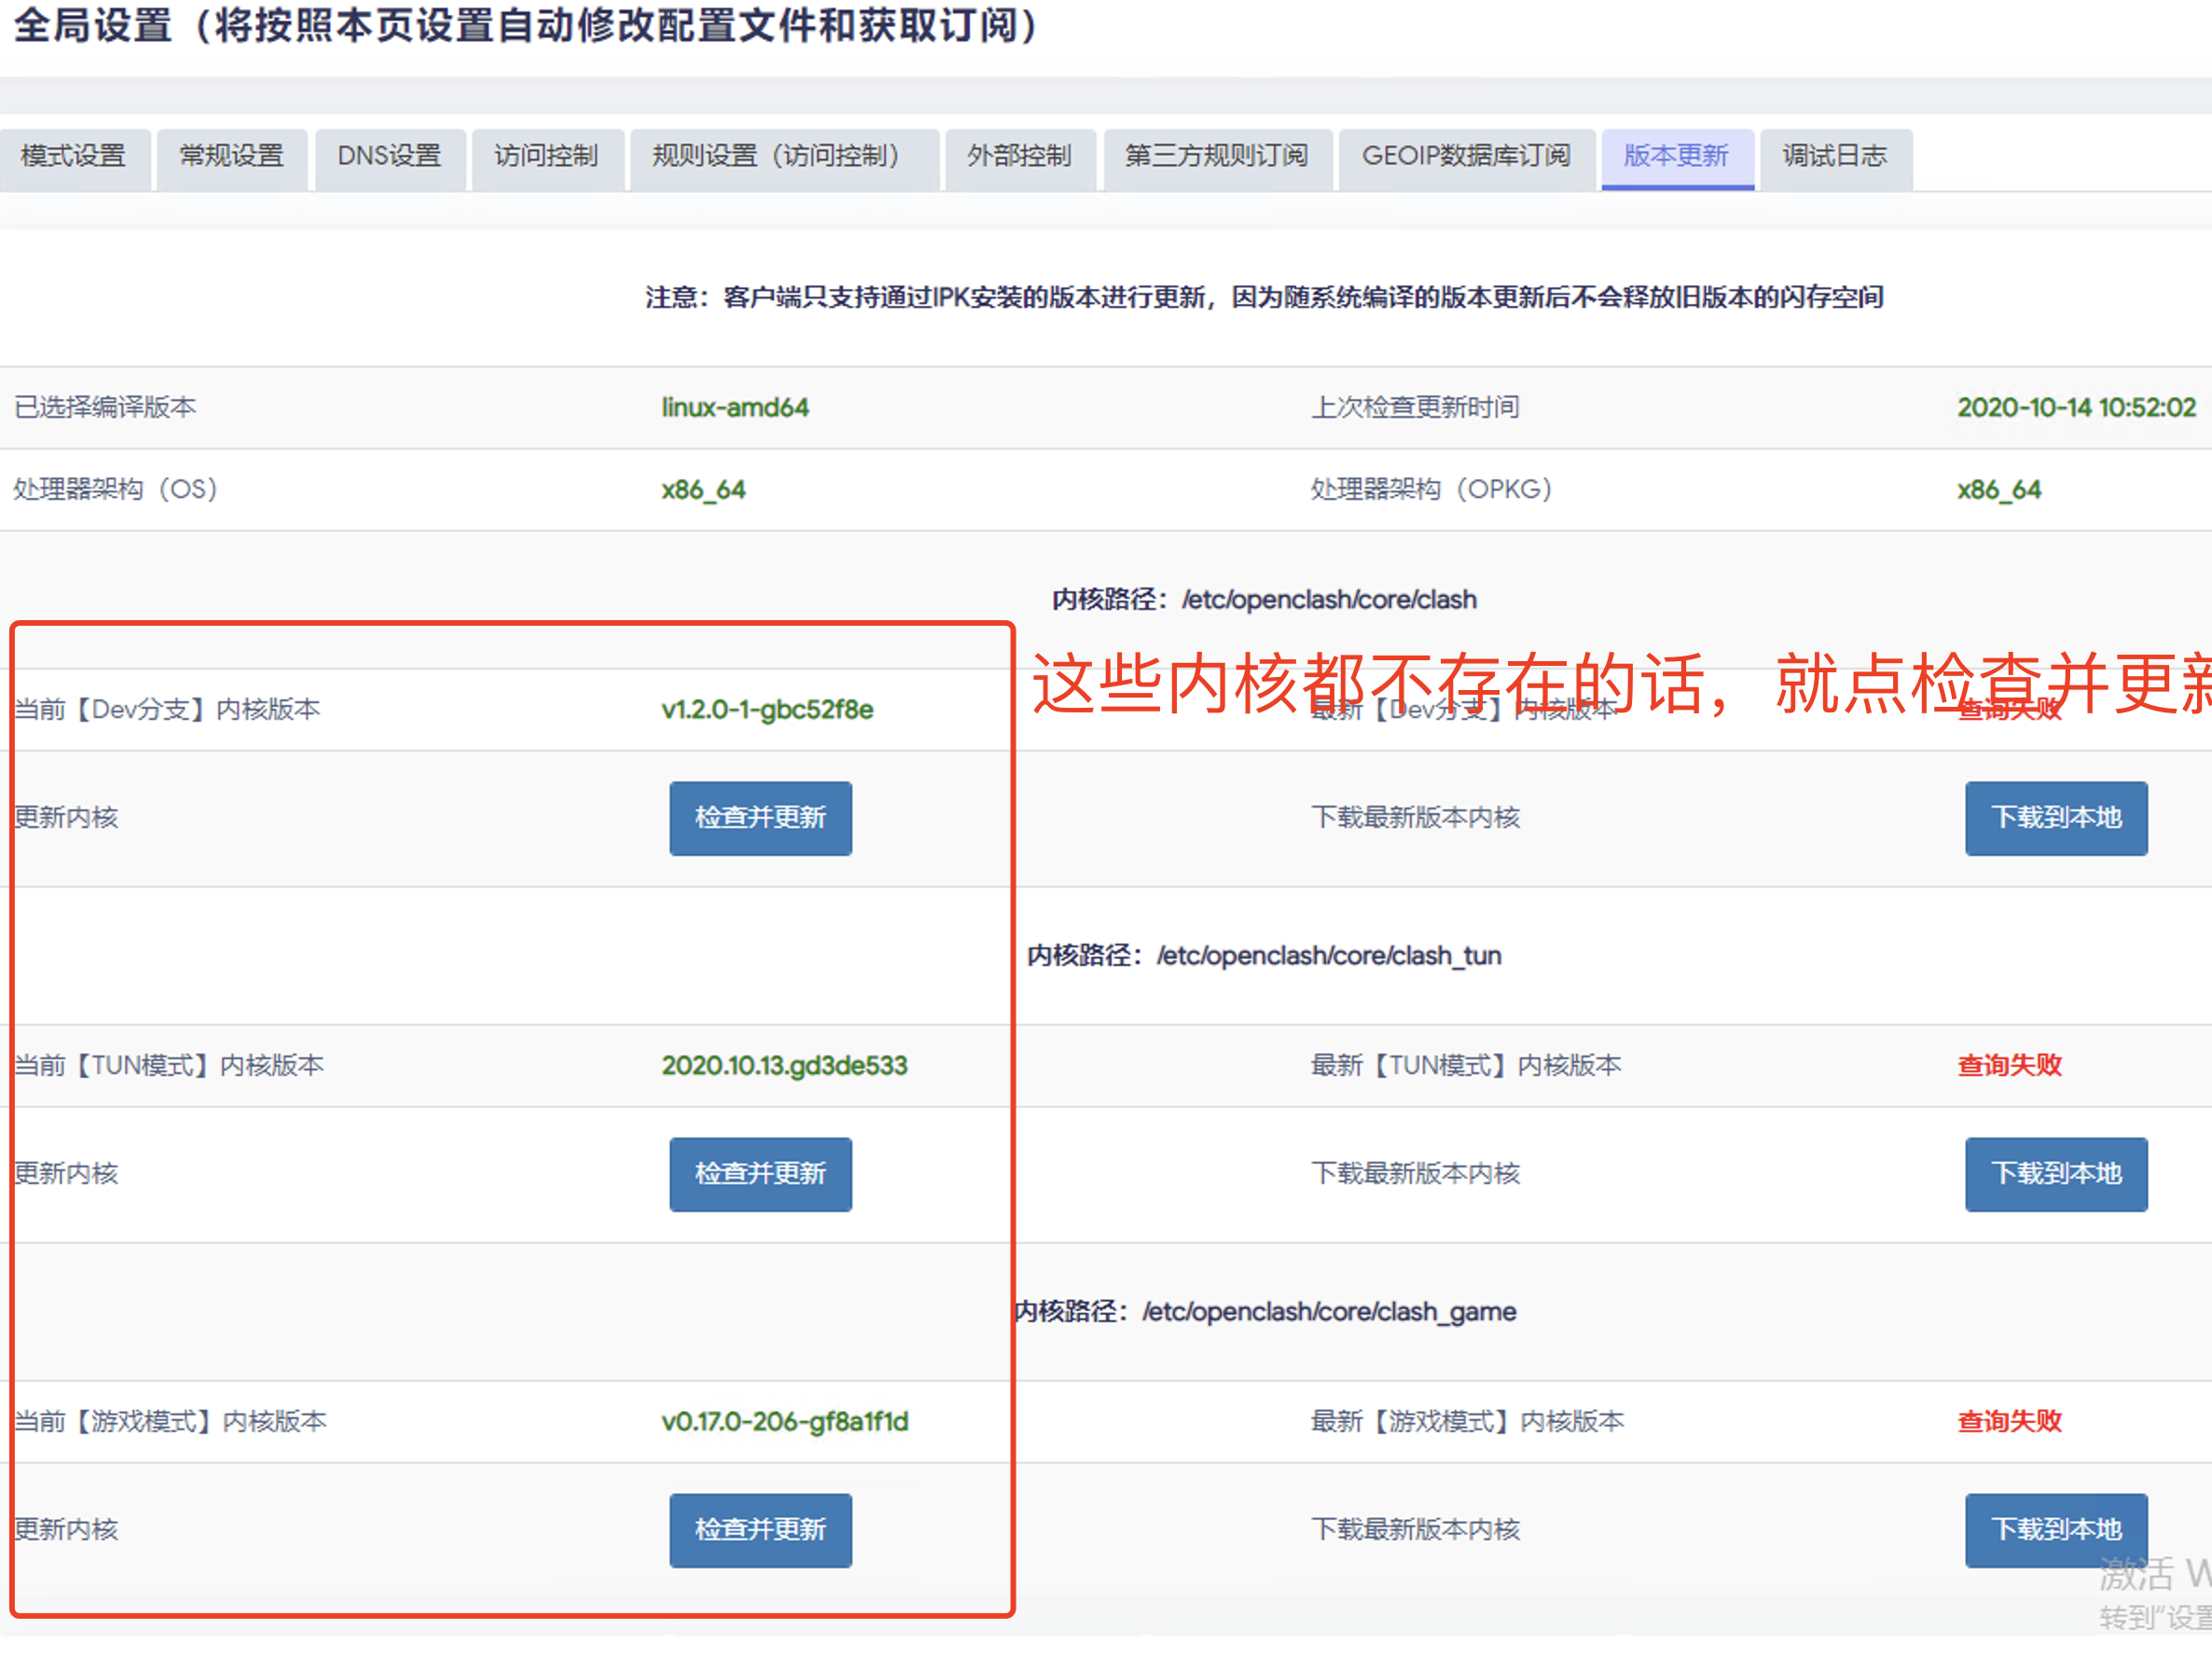 全局设置（将按照本页设置自动修改配置文件和获取订阅）
模式设置 常规设置 DNS设置 访问控制 规则设置（访问控制） 外部控制 第三方规则订阅 GEOIP数据库订阅 版本更新 调试日志
注意：客户端只支持通过IPK安装的版本进行更新，因为随系统编译的版本更新后不会释放旧版本的闪存空间
已选择编译版本 linux-amd64 上次检查更新时间 2020-10-14 10:52:02
处理器架构（OS） x86_64 处理器架构（OPKG） x86_64
内核路径：/etc/openclash/core/clash
这些内核都不存在的话，就点检查并更新
当前【Dev分支】内核版本 v1.2.0-1-gbc52f8e 最新【Dev分支】内核版本 查询失败
更新内核 检查并更新 下载最新版本内核 下载到本地
内核路径：/etc/openclash/core/clash_tun
当前【TUN模式】内核版本 2020.10.13.gd3de533 最新【TUN模式】内核版本 查询失败
更新内核 检查并更新 下载最新版本内核 下载到本地
内核路径：/etc/openclash/core/clash_game
当前【游戏模式】内核版本 v0.17.0-206-gf8a1f1d 最新【游戏模式】内核版本 查询失败
更新内核 检查并更新 下载最新版本内核 下载到本地
激活 W
转到"设置